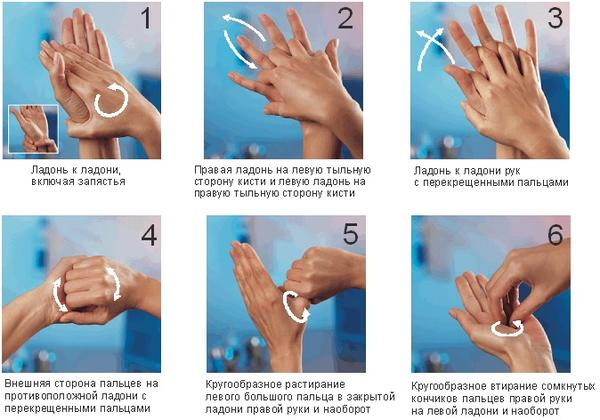 1
Ладонь к ладони,
включая запястья
2
Правая ладонь на левую тыльную
сторону кисти и левую ладонь на
правую тыльную сторону кисти
3
Ладонь к ладони рук
с перекрещенными пальцами
4
Внешняя сторона пальцев на
противоположной ладони с
перекрещенными пальцами
5
Кругообразное растирание
левого большого пальца в закрытой
ладони правой руки и наоборот
6
Кругообразное втирание сомкнутых
кончиков пальцев правой руки
на левой ладони и наоборот